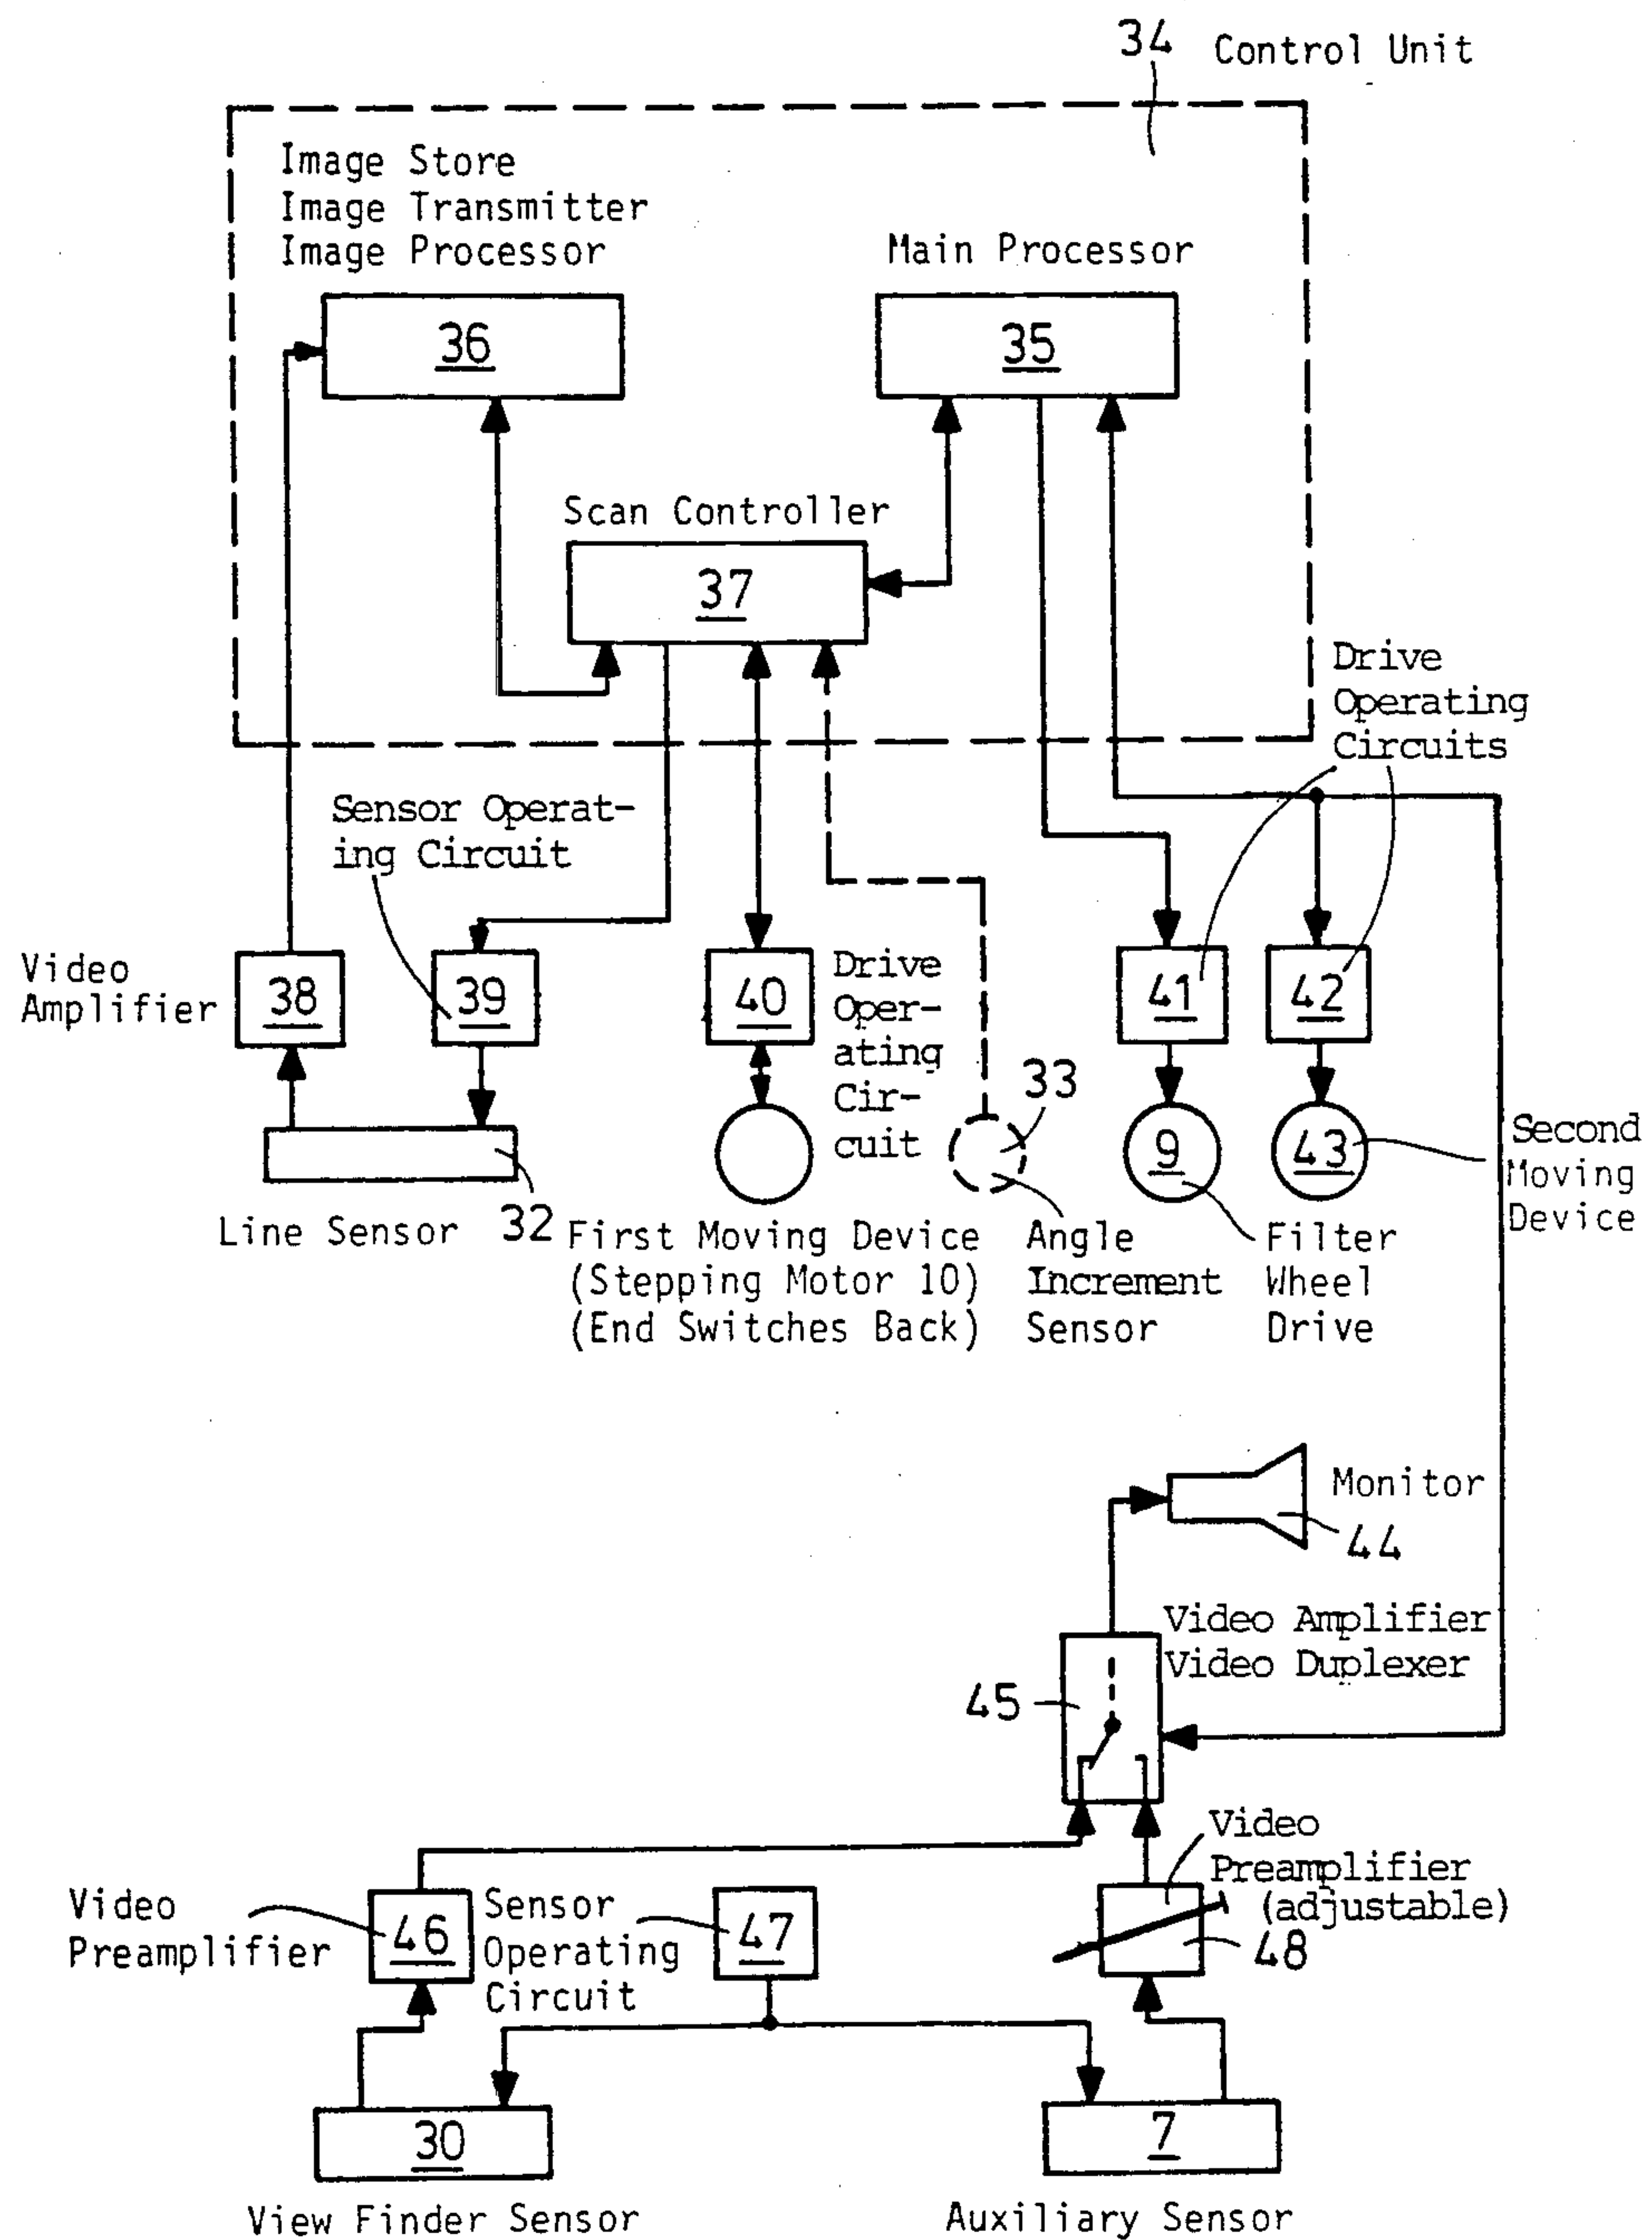 34 Control Unit
Image Store
Image Transmitter
Image Processor
Main Processor
36
35
Scan Controller
37
Drive
Operating
Circuits
Sensor Operat-
ing Circuit
Video
Amplifier
38
39
40
Drive
Oper-
ating
Cir-
cuit
41
42
33
9
43
Second
Moving
Device
Line Sensor
32
First Moving Device
(Stepping Motor 10)
(End Switches Back)
Angle
Increment
Sensor
Filter
Wheel
Drive
Monitor
44
Video Amplifier
Video Duplexer
45
Video
Preamplifier
(adjustable)
48
Video
Preamplifier
46
Sensor
Operating
Circuit
47
30
7
View Finder Sensor
Auxiliary Sensor